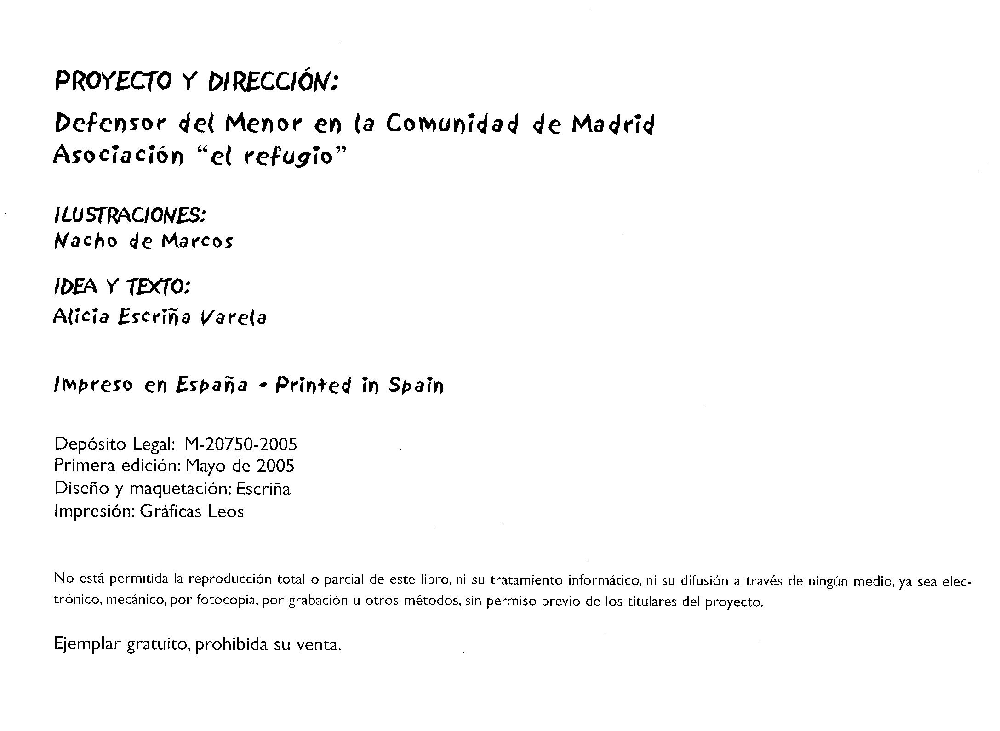 PROYECTO Y DIRECCIÓN:
Defensor del Menor en la Comunidad de Madrid
Asociación “el refugio”
ILUSTRACIONES:
Nacho de Marcos
IDEA Y TEXTO:
Alicia Escriña Varela
Impreso en España - Printed in Spain
Depósito Legal: M-20750-2005
Primera edición: Mayo de 2005
Diseño y maquetación: Escriña
Impresión: Gráficas Leos
No está permitida la reproducción total o parcial de este libro, ni su tratamiento informático, ni su difusión a través de ningún medio, ya sea elec-
trónico, mecánico, por fotocopia, por grabación u otros métodos, sin permiso previo de los titulares del proyecto.
Ejemplar gratuito, prohibida su venta.